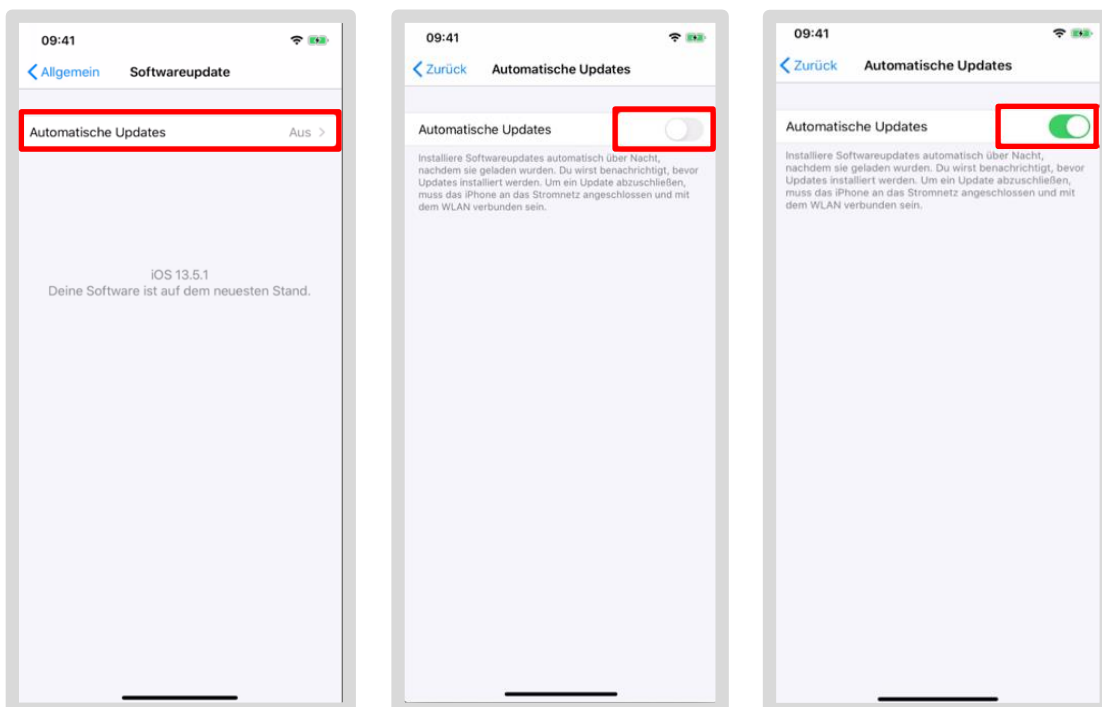 09:41
Allgemein Softwareupdate
Automatische Updates Aus
iOS 13.5.1
Deine Software ist auf dem neuesten Stand.
09:41
Zurück Automatische Updates
Automatische Updates
Installiere Softwareupdates automatisch über Nacht,
nachdem sie geladen wurden. Du wirst benachrichtigt, bevor
Updates installiert werden. Um ein Update abzuschließen,
muss das iPhone an das Stromnetz angeschlossen und mit
dem WLAN verbunden sein.
09:41
Zurück Automatische Updates
Automatische Updates
Installiere Softwareupdates automatisch über Nacht,
nachdem sie geladen wurden. Du wirst benachrichtigt, bevor
Updates installiert werden. Um ein Update abzuschließen,
muss das iPhone an das Stromnetz angeschlossen und mit
dem WLAN verbunden sein.